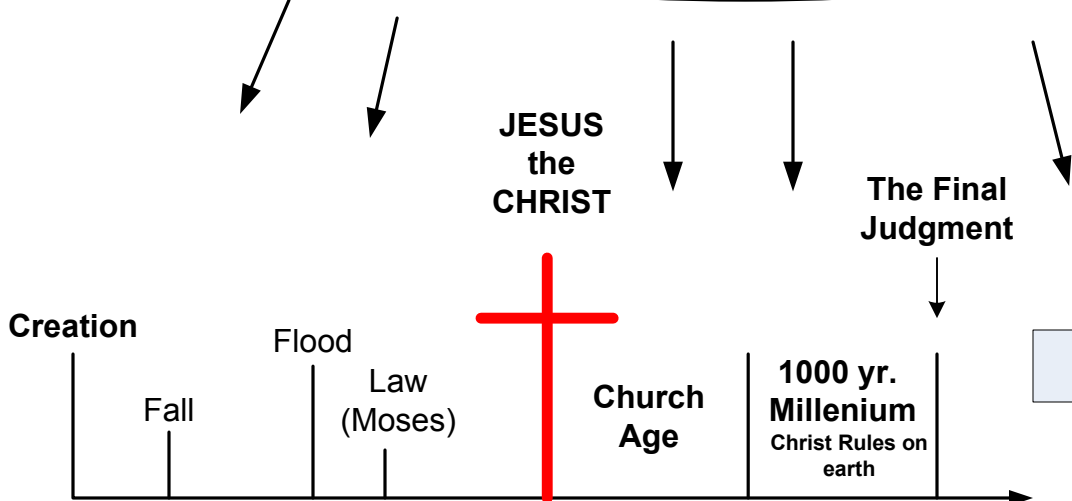 JESUS
the
CHRIST
The Final
Judgment
Creation
Fall
Flood
Law
(Moses)
Church
Age
1000 yr.
Millenium
Christ Rules on
earth